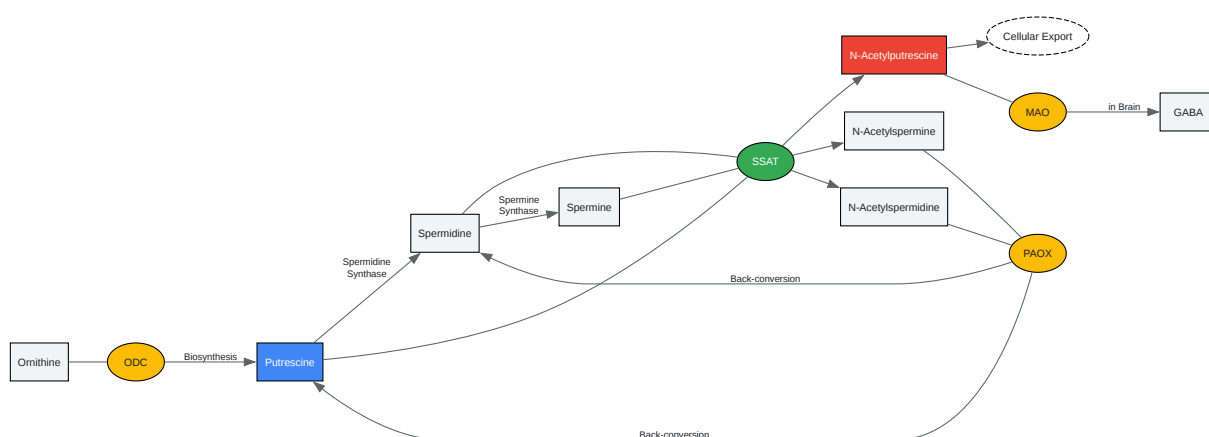 Cellular Export
N-Acetylputrescine
MAO
in Brain
GABA
N-Acetylspermine
SSAT
N-Acetylspermidine
Spermine
Synthase
Spermine
Spermidine
PAOX
Spermidine
Synthase
Back-conversion
Ornithine
ODC
Biosynthesis
Putrescine
Back-conversion